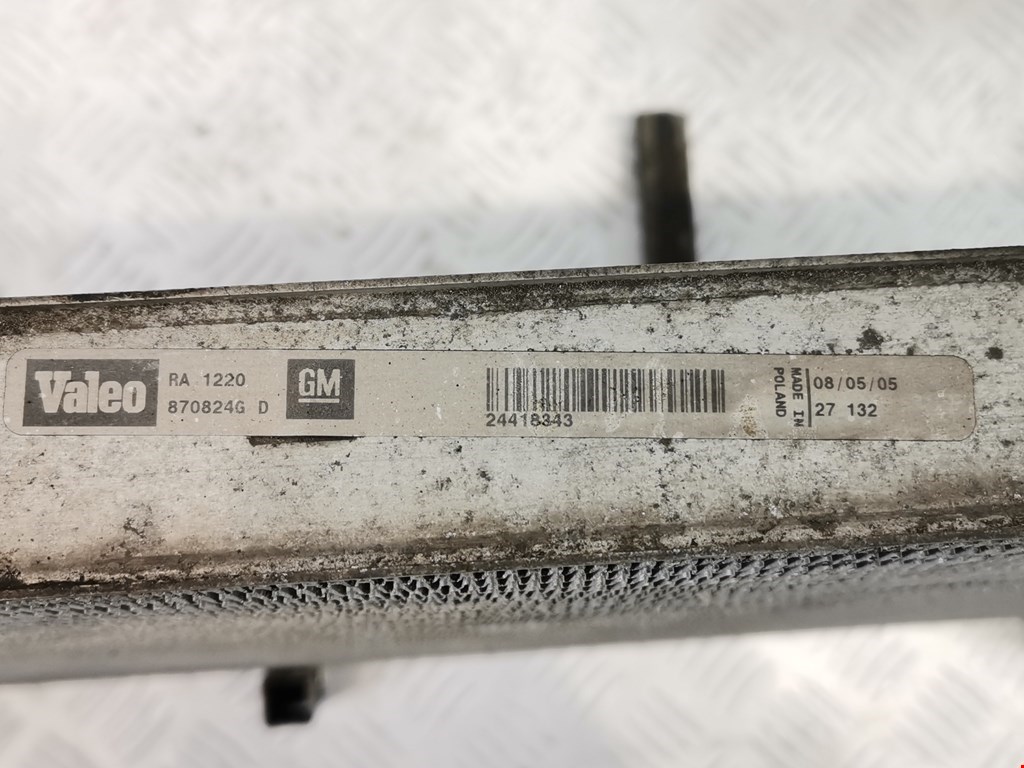 Valeo
RA 1220
870824G D
GM
24418343
MADE IN
POLAND
08/05/05
27 132